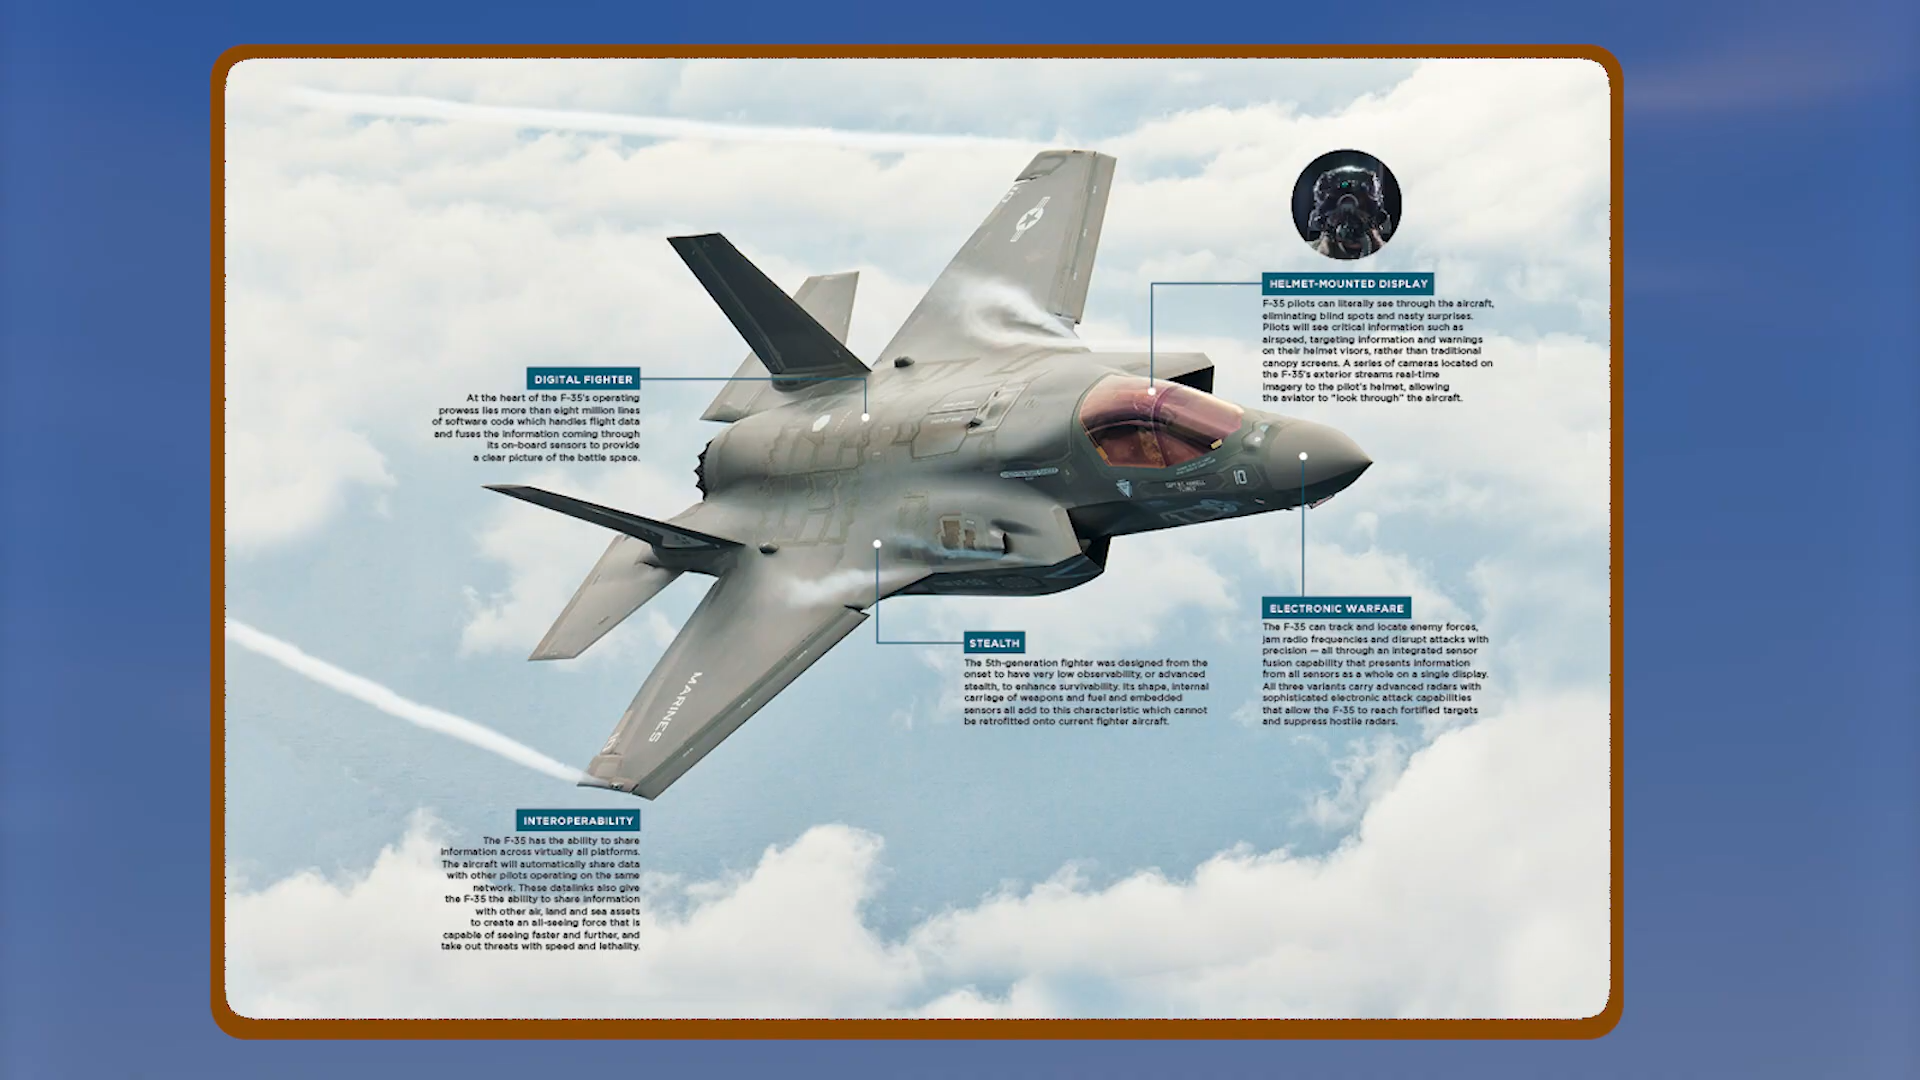 HELMET-MOUNTED DISPLAY
F-35 pilots can literally see through the aircraft,
eliminating blind spots and nasty surprises.
Pilots will see critical information such as
airspeed, targeting information and warnings
on their helmet visors, rather than traditional
canopy screens. A series of cameras located on
the F-35's exterior streams real-time
imagery to the pilot's helmet, allowing
the aviator to "look through" the aircraft.
DIGITAL FIGHTER
At the heart of the F-35's operating
prowess lies more than eight million lines
of software code which handles flight data
and fuses the information coming through
its on-board sensors to provide
a clear picture of the battle space.
10
ELECTRONIC WARFARE
The F-35 can track and locate enemy forces,
jam radio frequencies and disrupt attacks with
precision — all through an integrated sensor
fusion capability that presents information
from all sensors as a whole on a single display.
All three variants carry advanced radars with
sophisticated electronic attack capabilities
that allow the F-35 to reach fortified targets
and suppress hostile radars.
STEALTH
The 5th-generation fighter was designed from the
onset to have very low observability, or advanced
stealth, to enhance survivability. Its shape, internal
carriage of weapons and fuel and embedded
sensors all add to this characteristic which cannot
be retrofitted onto current fighter aircraft.
MARINES
INTEROPERABILITY
The F-35 has the ability to share
information across virtually all platforms.
The aircraft will automatically share data
with other pilots operating on the same
network. These datalinks also give
the F-35 the ability to share information
with other air, land and sea assets
to create an all-seeing force that is
capable of seeing faster and further, and
take out threats with speed and lethality.